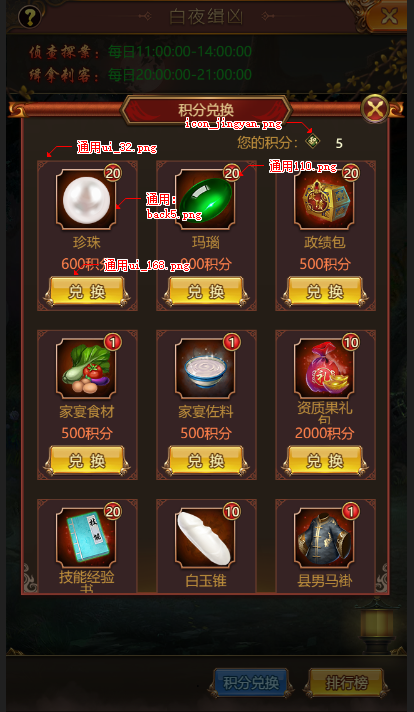 ?
白夜缉凶
侦查探案: 每日11:00:00-14:00:00
缉拿刺客: 每日20:00:00-21:00:00
积分兑换
icon_jingyan.png
您的积分: 积 5
通用ui_32.png
通用110.png
20 20 20
通用:
back5.png
珍珠 玛瑙 政绩包
通用ui_168.png
600积分 900积分 500积分
兑换 兑换 兑换
1 1 10
家宴食材 家宴佐料 资质果礼
包
500积分 500积分 2000积分
兑换 兑换 兑换
20 10 1
技能经验 白玉锥 县男马褂
书
积分兑换 排行榜